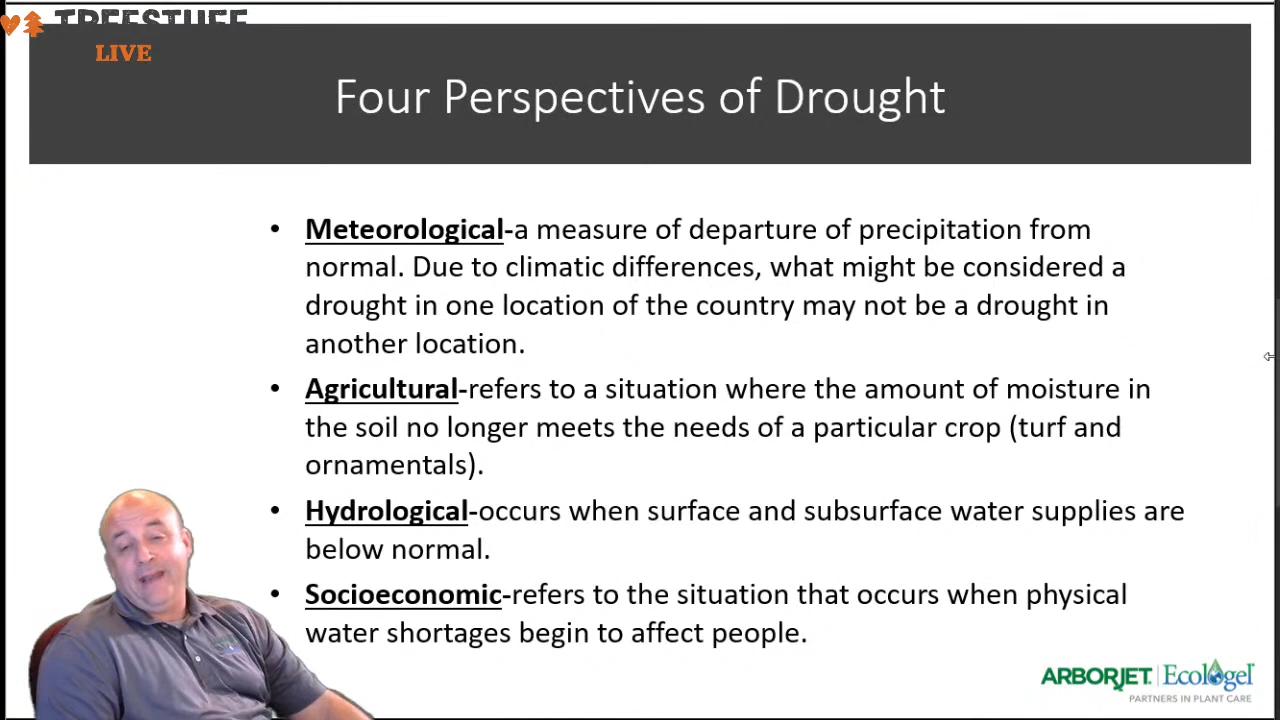 TREESTUFF
LIVE
Four Perspectives of Drought
• Meteorological-a measure of departure of precipitation from
normal. Due to climatic differences, what might be considered a
drought in one location of the country may not be a drought in
another location.
• Agricultural-refers to a situation where the amount of moisture in
the soil no longer meets the needs of a particular crop (turf and
ornamentals).
• Hydrological-occurs when surface and subsurface water supplies are
below normal.
• Socioeconomic-refers to the situation that occurs when physical
water shortages begin to affect people.
ARBORJET | Ecologel
PARTNERS IN PLANT CARE